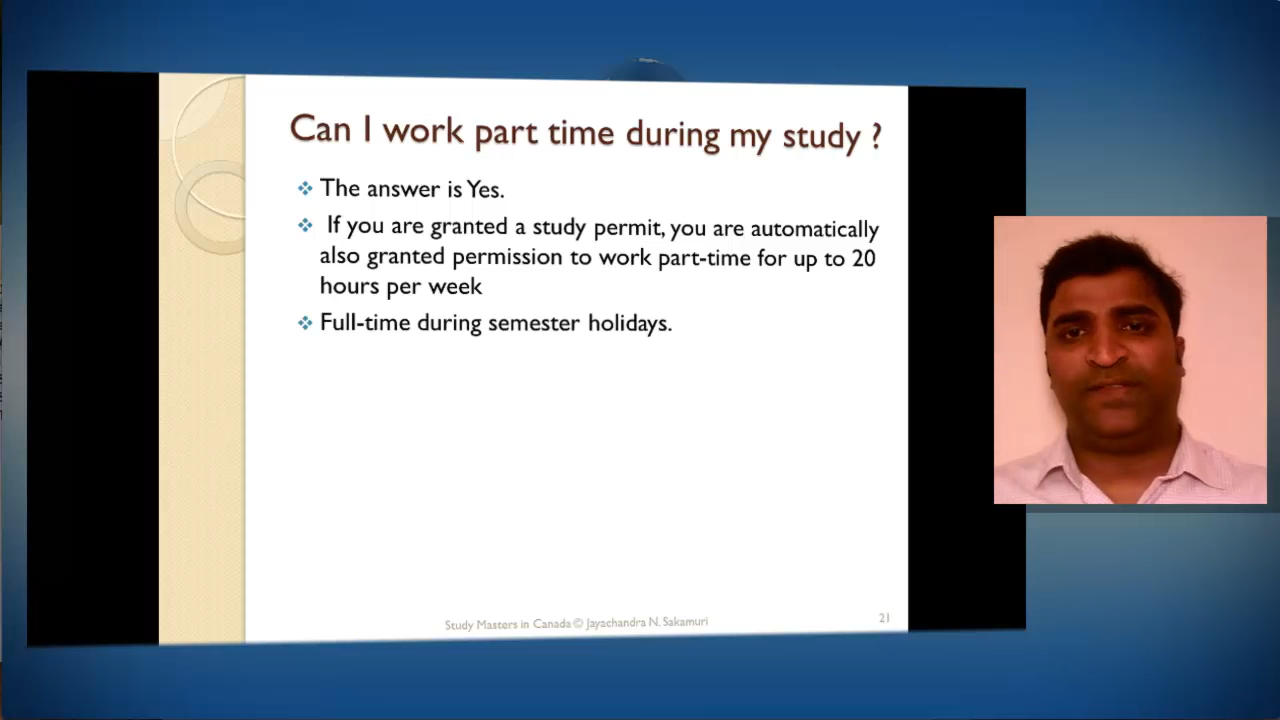 Can I work part time during my study ?
❖ The answer is Yes.
❖ If you are granted a study permit, you are automatically
also granted permission to work part-time for up to 20
hours per week
❖ Full-time during semester holidays.
Study Masters in Canada © Jayachandra N. Sakamuri
21